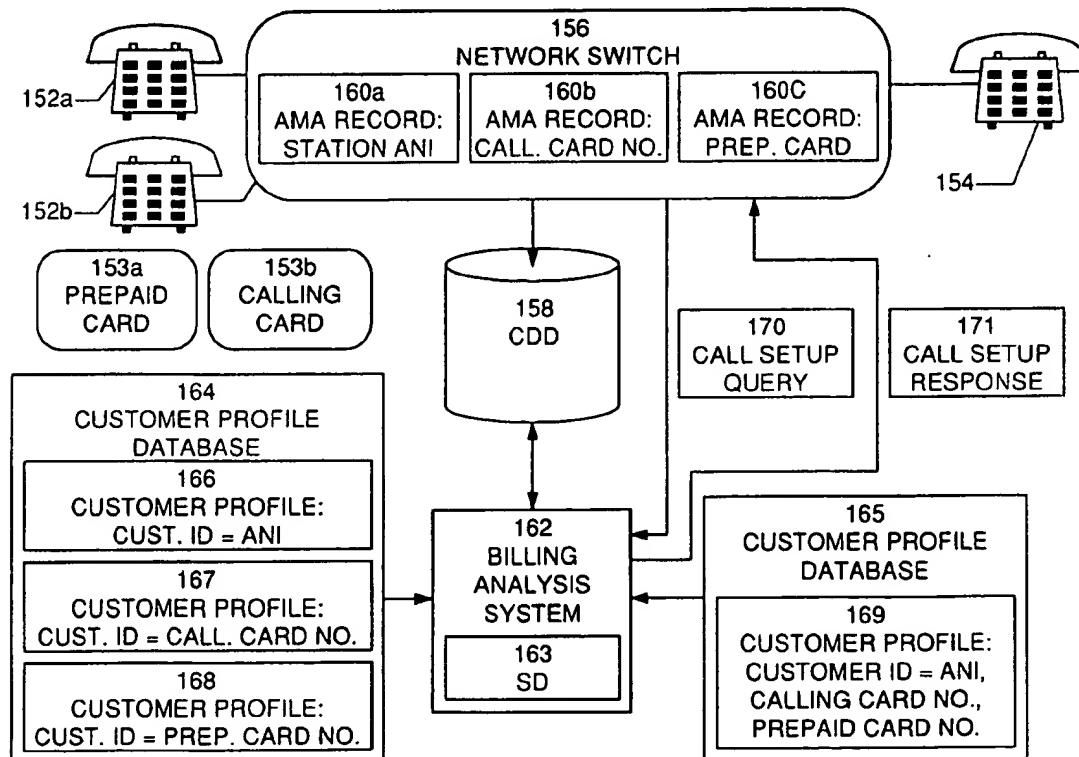 156
NETWORK SWITCH
152a
160a
AMA RECORD:
STATION ANI
160b
AMA RECORD:
CALL. CARD NO.
160C
AMA RECORD:
PREP. CARD
154
152b
153a
PREPAID
CARD
153b
CALLING
CARD
158
CDD
170
CALL SETUP
QUERY
171
CALL SETUP
RESPONSE
164
CUSTOMER PROFILE
DATABASE
166
CUSTOMER PROFILE:
CUST. ID = ANI
167
CUSTOMER PROFILE:
CUST. ID = CALL. CARD NO.
168
CUSTOMER PROFILE:
CUST. ID = PREP. CARD NO.
162
BILLING
ANALYSIS
SYSTEM
163
SD
165
CUSTOMER PROFILE
DATABASE
169
CUSTOMER PROFILE:
CUSTOMER ID = ANI,
CALLING CARD NO.,
PREPAID CARD NO.